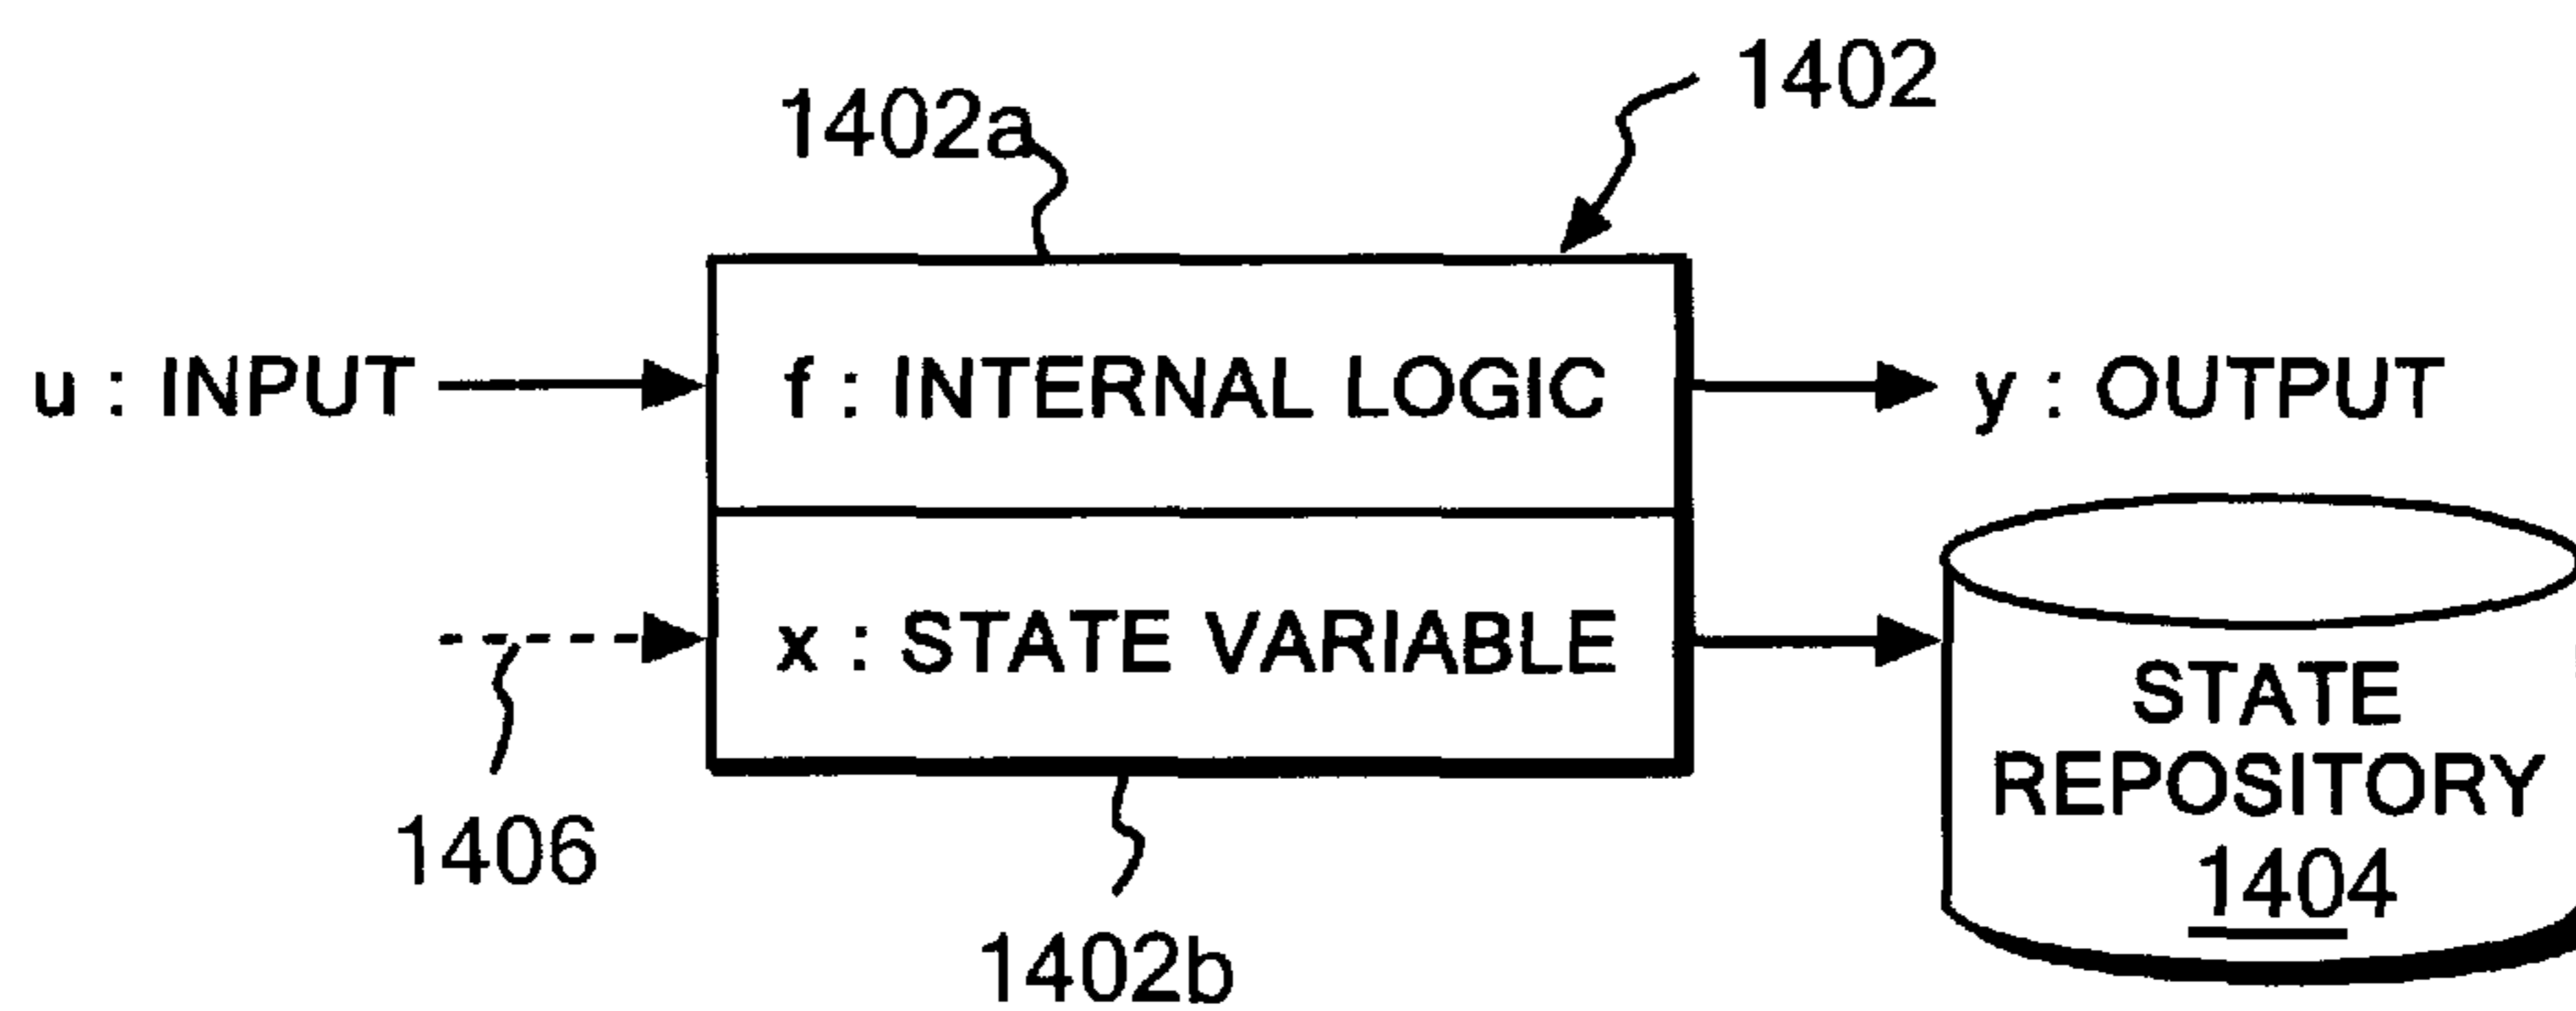 1402
1402a
u : INPUT
f : INTERNAL LOGIC
y : OUTPUT
x : STATE VARIABLE
STATE
REPOSITORY
1404
1406
1402b